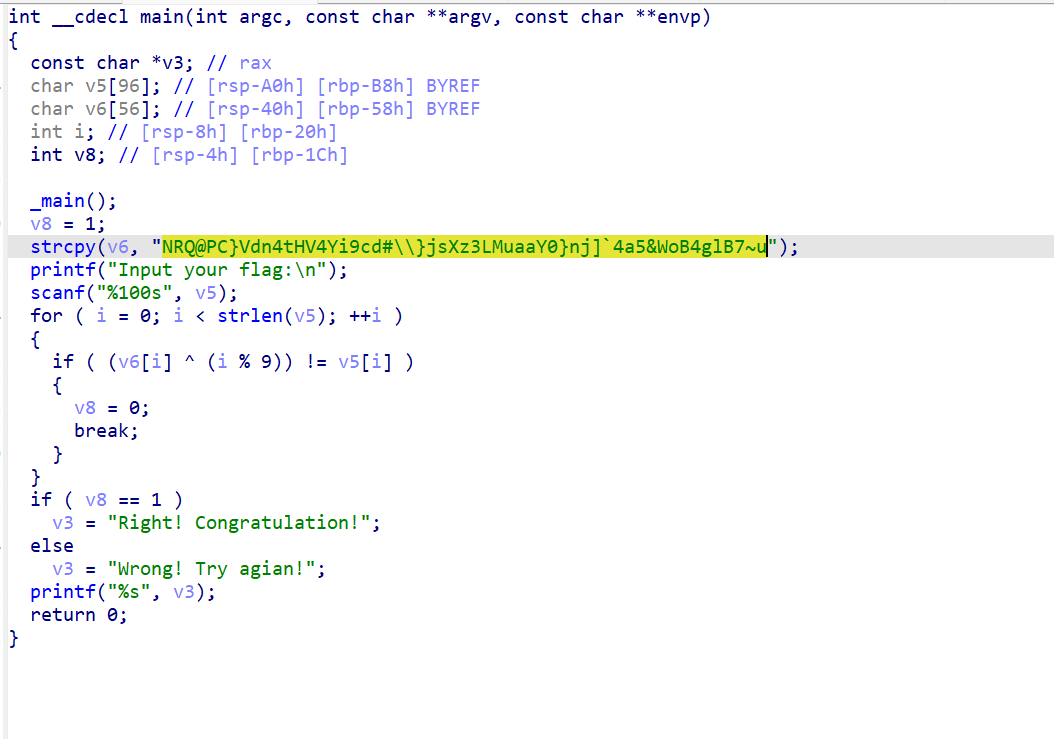 int __cdecl main(int argc, const char **argv, const char **envp)
{
  const char *v3; // rax
  char v5[96]; // [rsp-A0h] [rbp-B8h] BYREF
  char v6[56]; // [rsp-40h] [rbp-58h] BYREF
  int i; // [rsp-8h] [rbp-20h]
  int v8; // [rsp-4h] [rbp-1Ch]

  _main();
  v8 = 1;
  strcpy(v6, "NRQ@PC}Vdn4tHV4Yi9cd#\\}jsXz3LMuaaY0}nj]`4a5&WoB4glB7~u");
  printf("Input your flag:\n");
  scanf("%100s", v5);
  for ( i = 0; i < strlen(v5); ++i )
  {
    if ( (v6[i] ^ (i % 9)) != v5[i] )
    {
      v8 = 0;
      break;
    }
  }
  if ( v8 == 1 )
    v3 = "Right! Congratulation!";
  else
    v3 = "Wrong! Try agian!";
  printf("%s", v3);
  return 0;
}